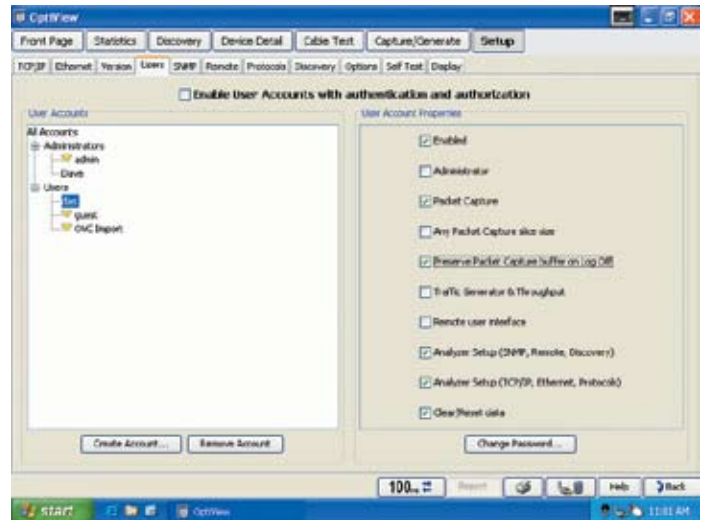 OptiView
Front Page Statistics Discovery Device Detail Cable Test Capture/Generate Setup
TCP/IP Ethernet Version Users SNMP Remote Protocols Discovery Options Self Test Display
Enable User Accounts with authentication and authorization
User Accounts
All Accounts
Administrators
admin
Dave
Users
guest
OVC Import
Create Account... Remove Account
User Account Properties
Enabled
Administrator
Packet Capture
Any Packet Capture slice size
Preserve Packet Capture buffer on Log Off
Traffic Generator & Throughput
Remote user interface
Analyzer Setup (SNMP, Remote, Discovery)
Analyzer Setup (TCP/IP, Ethernet, Protocols)
Clear/Reset data
Change Password...
100 Report Help Back
start OptiView 11:01 AM